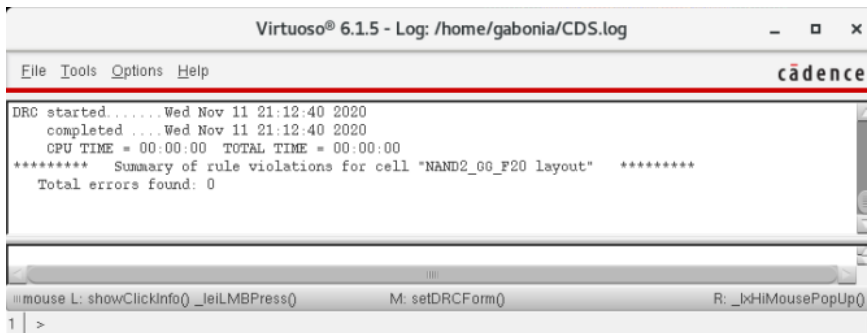 Virtuoso® 6.1.5 - Log: /home/gabonia/CDS.log
File Tools Options Help cādence
DRC started.......Wed Nov 11 21:12:40 2020
completed ....Wed Nov 11 21:12:40 2020
CPU TIME = 00:00:00 TOTAL TIME = 00:00:00
********* Summary of rule violations for cell "NAND2_GG_F20 layout" *********
Total errors found: 0
mouse L: showClickInfo() _leiLMBPress() M: setDRCForm() R: _lxHiMousePopUp()
1 >